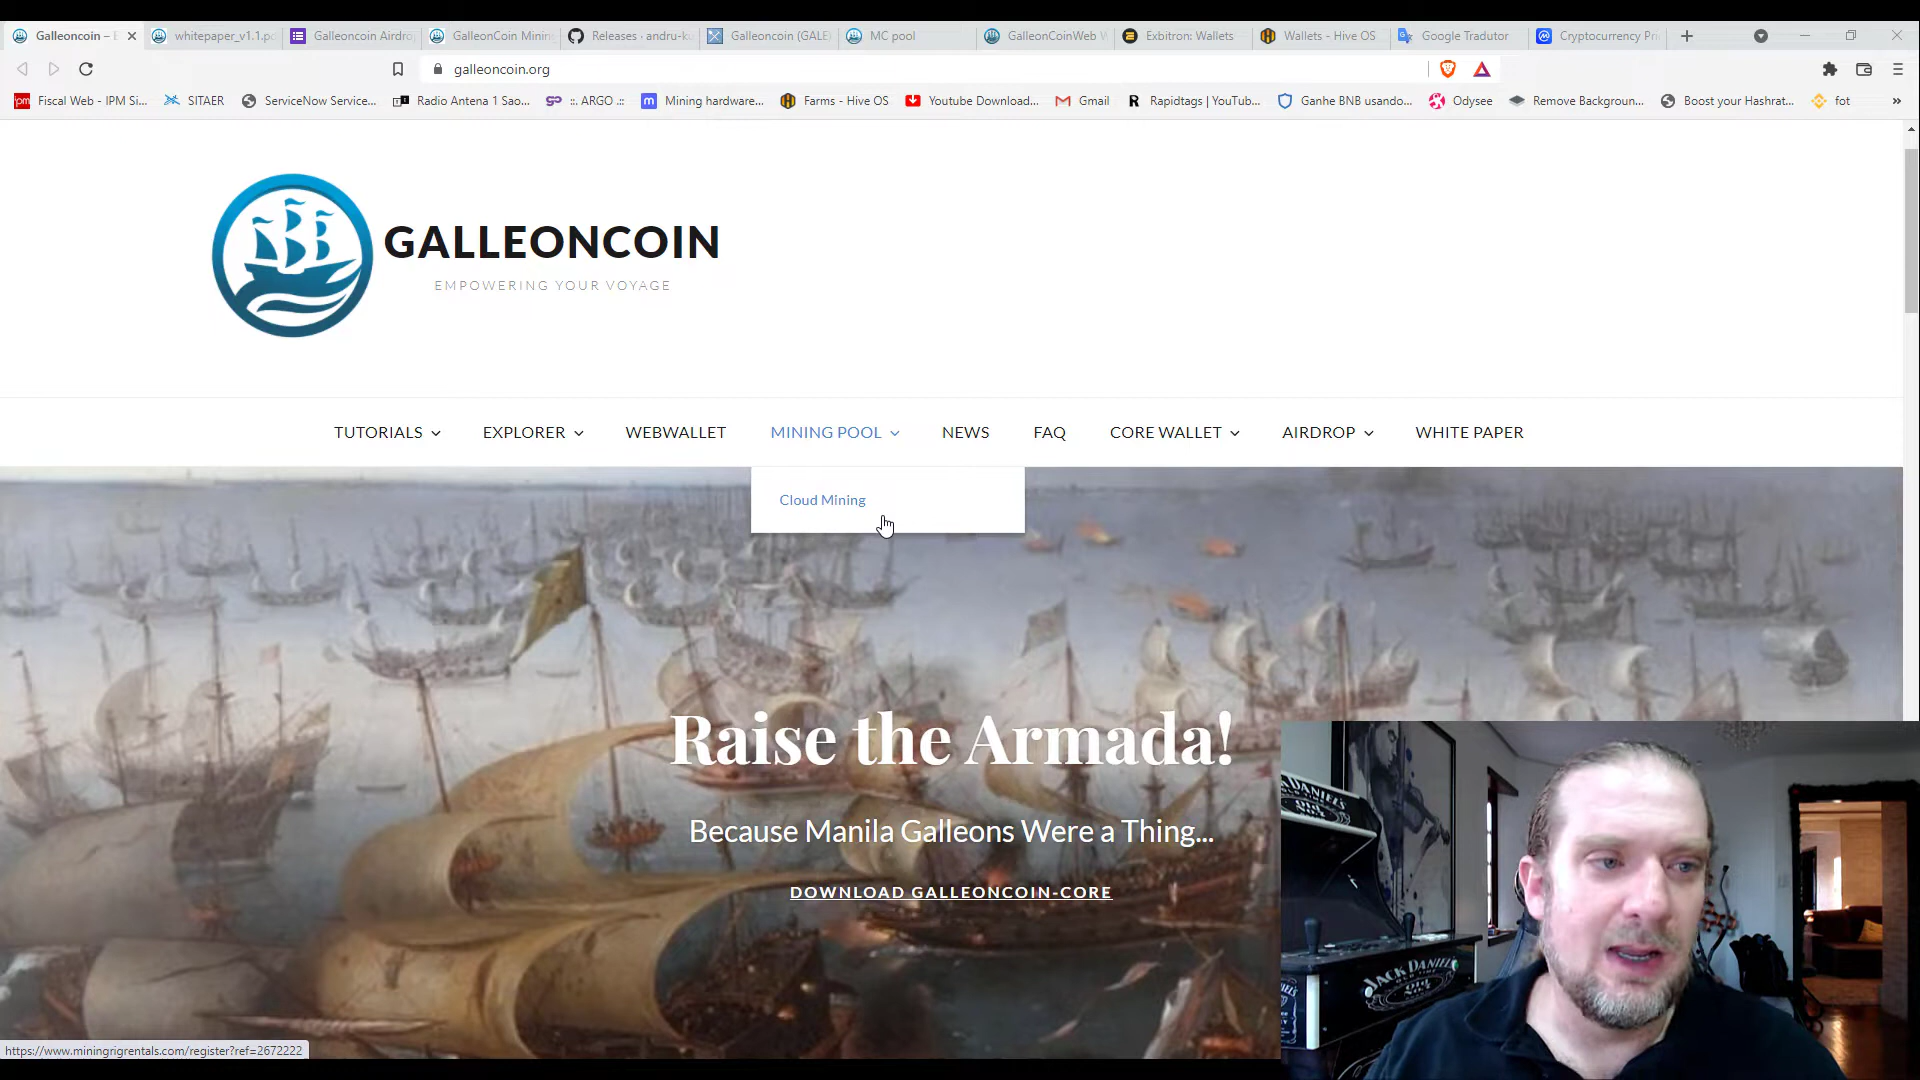 Galleoncoin –
whitepaper_v1.1.pd
Galleoncoin Airdro
GalleonCoin Minin
Releases · andru-k
Galleoncoin (GALE
MC pool
GalleonCoinWeb W
Exbitron: Wallets
Wallets - Hive OS
Google Tradutor
Cryptocurrency Pri
galleoncoin.org
Fiscal Web - IPM Si...
SITAER
ServiceNow Service...
Radio Antena 1 Sao...
::. ARGO .::
Mining hardware...
Farms - Hive OS
Youtube Download...
Gmail
Rapidtags | YouTub...
Ganhe BNB usando...
Odysee
Remove Backgroun...
Boost your Hashrat...
fot
GALLEONCOIN
EMPOWERING YOUR VOYAGE
TUTORIALS
EXPLORER
WEBWALLET
MINING POOL
NEWS
FAQ
CORE WALLET
AIRDROP
WHITE PAPER
Cloud Mining
Raise the Armada!
Because Manila Galleons Were a Thing...
DOWNLOAD GALLEONCOIN-CORE
JACK DANIEL'S
https://www.miningrigrentals.com/register?ref=2672222